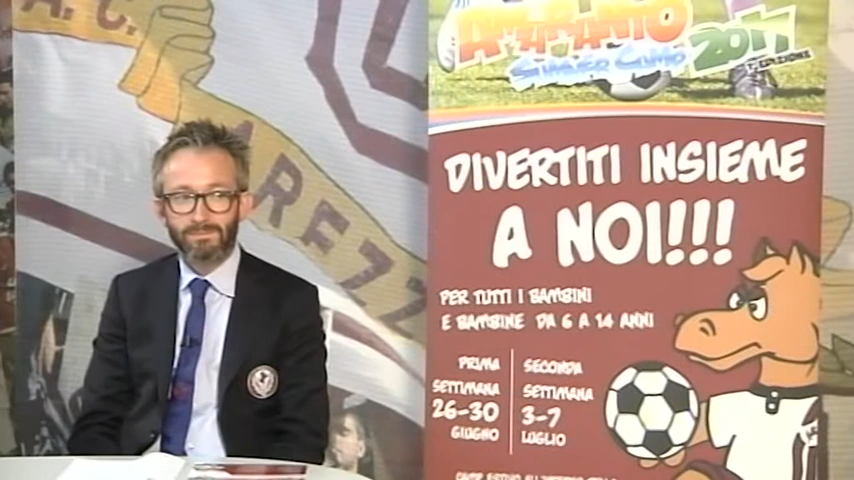 A.C.
AREZZ
AMARANTO
SUMMER CAMP 2017
DIVERTITI INSIEME
A NOI!!!
PER TUTTI I BAMBINI
E BAMBINE DA 6 A 14 ANNI
PRIMA
SETTIMANA
26-30
GIUGNO
SECONDA
SETTIMANA
3-7
LUGLIO